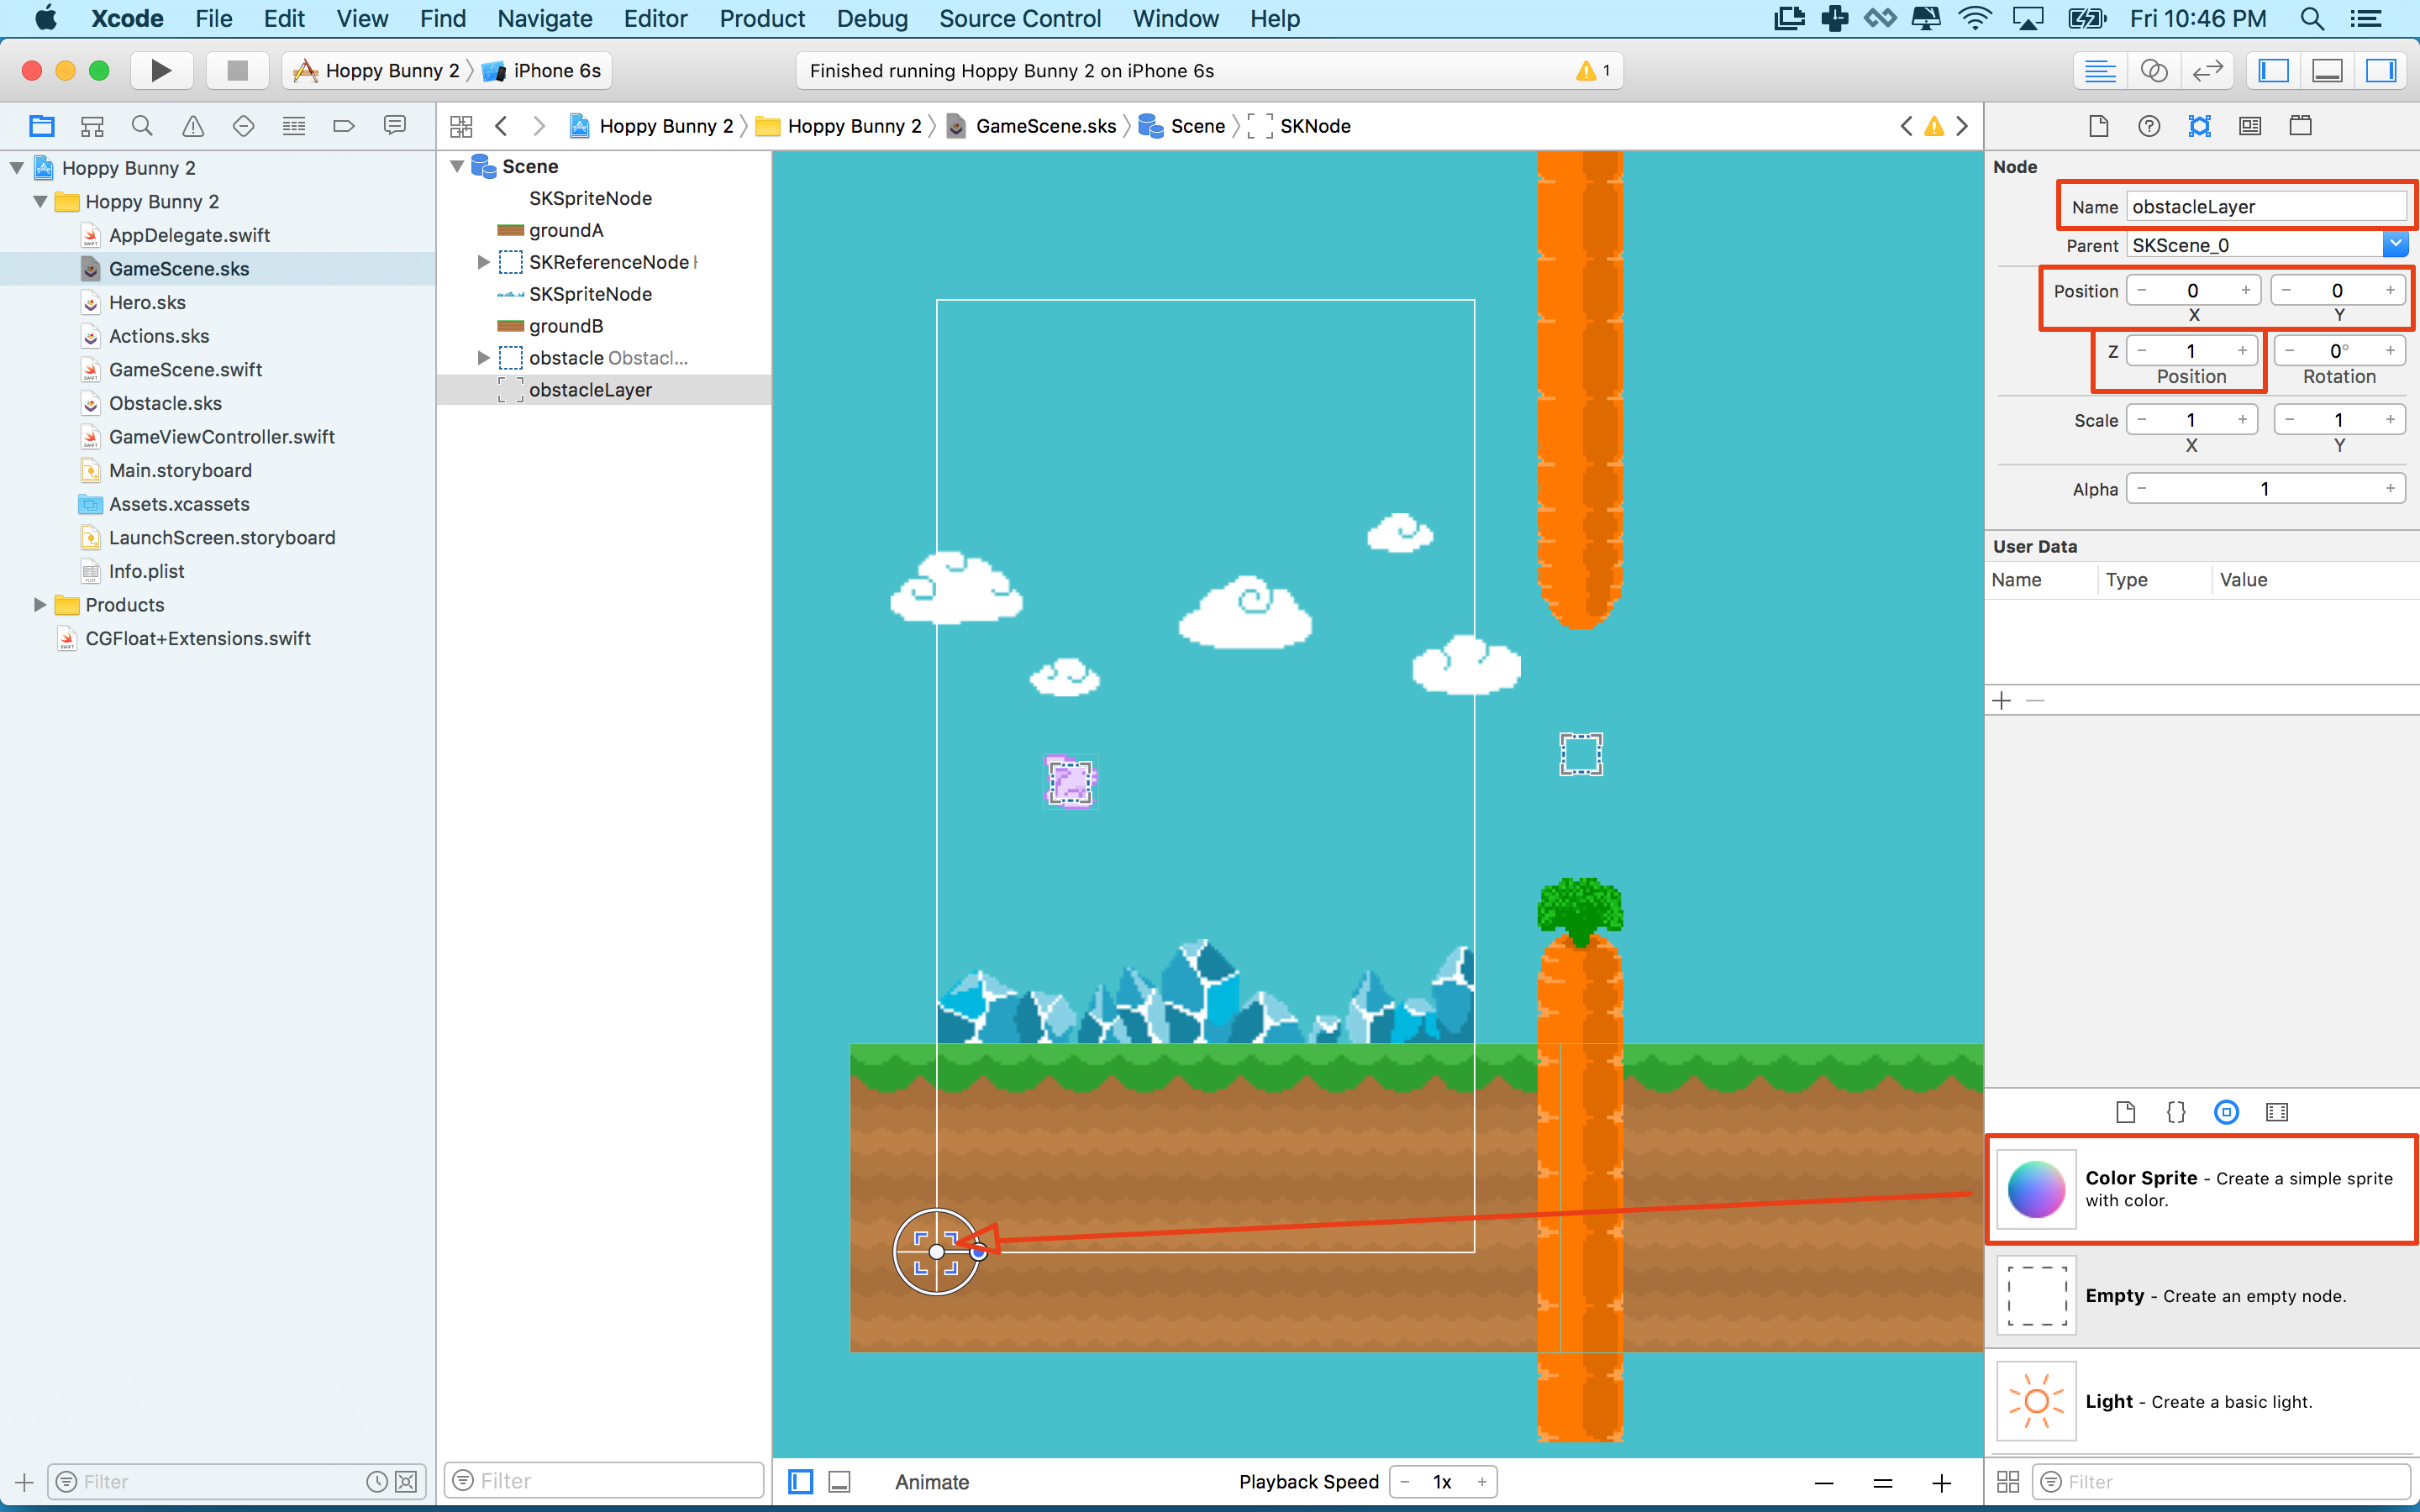 Xcode File Edit View Find Navigate Editor Product Debug Source Control Window Help Fri 10:46 PM
Hoppy Bunny 2 iPhone 6s
Finished running Hoppy Bunny 2 on iPhone 6s 1
Hoppy Bunny 2 Hoppy Bunny 2 GameScene.sks Scene SKNode
Hoppy Bunny 2
Hoppy Bunny 2
AppDelegate.swift
GameScene.sks
Hero.sks
Actions.sks
GameScene.swift
Obstacle.sks
GameViewController.swift
Main.storyboard
Assets.xcassets
LaunchScreen.storyboard
Info.plist
Products
CGFloat+Extensions.swift
Filter
Scene
SKSpriteNode
groundA
SKReferenceNode
SKSpriteNode
groundB
obstacle Obstacl...
obstacleLayer
Filter
Animate
Playback Speed − 1x +
Node
Name obstacleLayer
Parent SKScene_0
Position − 0 + − 0 +
X Y
Z − 1 + − 0° +
Position Rotation
Scale − 1 + − 1 +
X Y
Alpha − 1 +
User Data
Name Type Value
Color Sprite - Create a simple sprite
with color.
Empty - Create an empty node.
Light - Create a basic light.
Filter